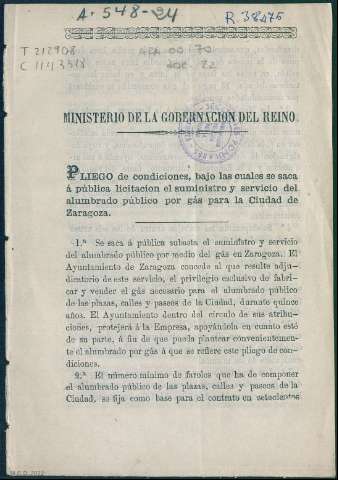 A-548-24
R.38475
T 212908
MINISTERIO DE LA GOBERNACION DEL REINO.
PLIEGO de condiciones, bajo las cuales se saca
á pública licitacion el suministro y servicio del
alumbrado público por gás para la Ciudad de
Zaragoza.
1.ª Se saca á pública subasta el suministro y servicio
del alumbrado público por medio del gás en Zaragoza. El
Ayuntamiento de Zaragoza concede al que resulte adju-
dicatorio de este servicio, el privilegio exclusivo de fabri-
car y vender el gás necesario para el alumbrado público
de las plazas, calles y paseos de la Ciudad, durante quince
años. El Ayuntamiento dentro del círculo de sus atribu-
ciones, protejerá á la Empresa, apoyándola en cuanto esté
de su parte, á fin de que pueda plantear convenientemen-
te el alumbrado por gás á que se refiere este pliego de con-
diciones.
2.ª El número mínimo de faroles que ha de componer
el alumbrado público de las plazas, calles y paseos de la
Ciudad, se fija como base para el contrato en setecientos